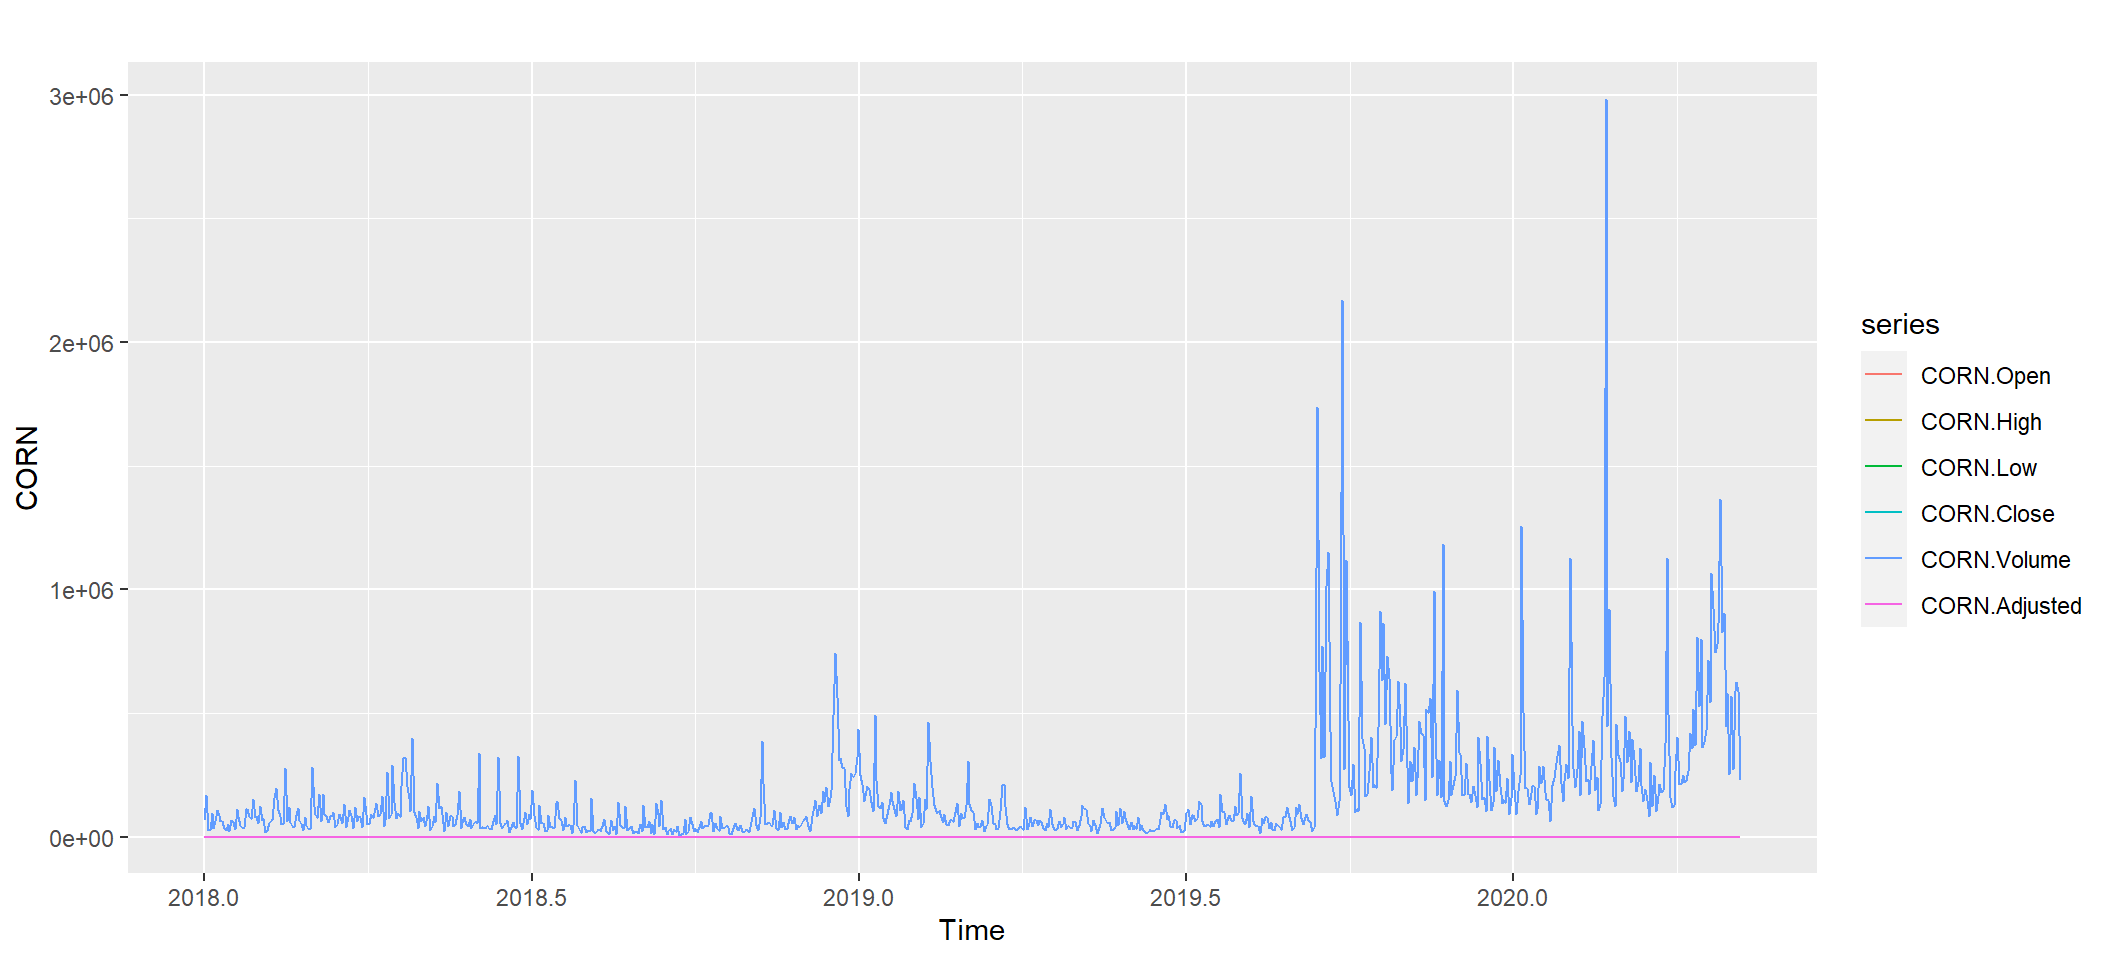 3e+06
2e+06
1e+06
0e+00
CORN
2018.0
2018.5
2019.0
2019.5
2020.0
Time
series
CORN.Open
CORN.High
CORN.Low
CORN.Close
CORN.Volume
CORN.Adjusted